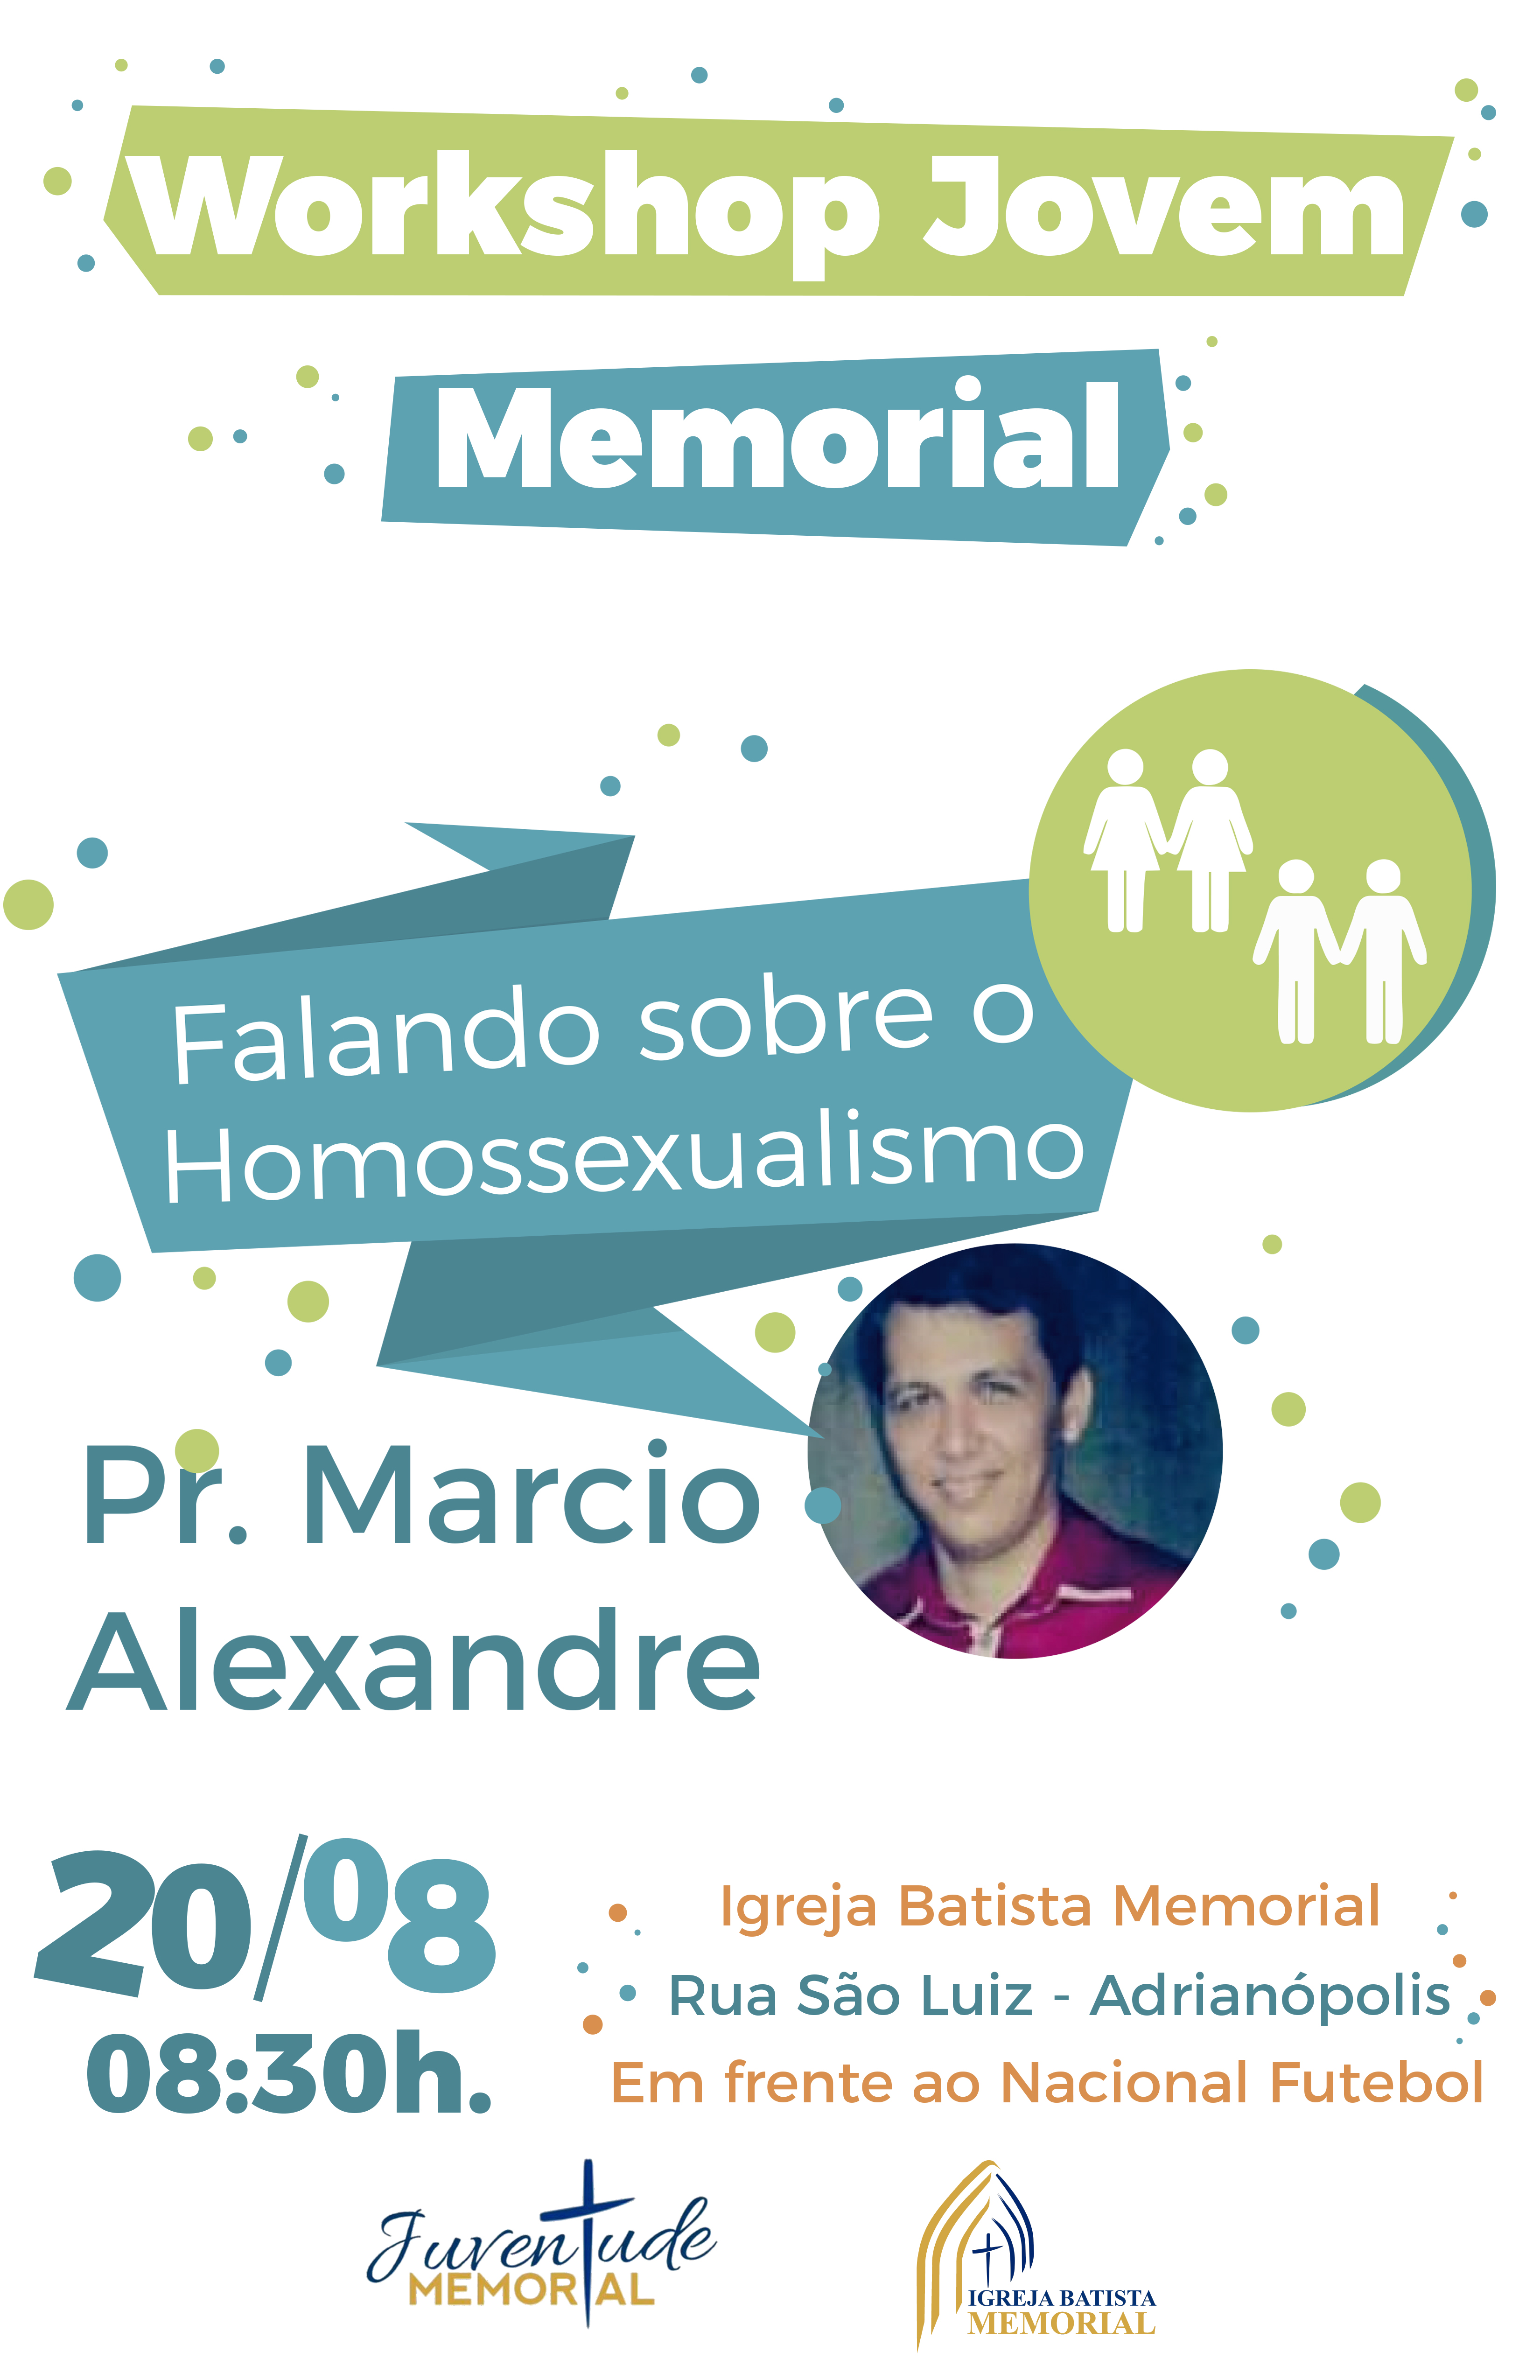 Workshop Jovem
Memorial
Falando sobre o
Homossexualismo
Pr. Marcio
Alexandre
20/08
08:30h.
Igreja Batista Memorial
Rua São Luiz - Adrianópolis
Em frente ao Nacional Futebol
Juventude
MEMORIAL
IGREJA BATISTA
MEMORIAL